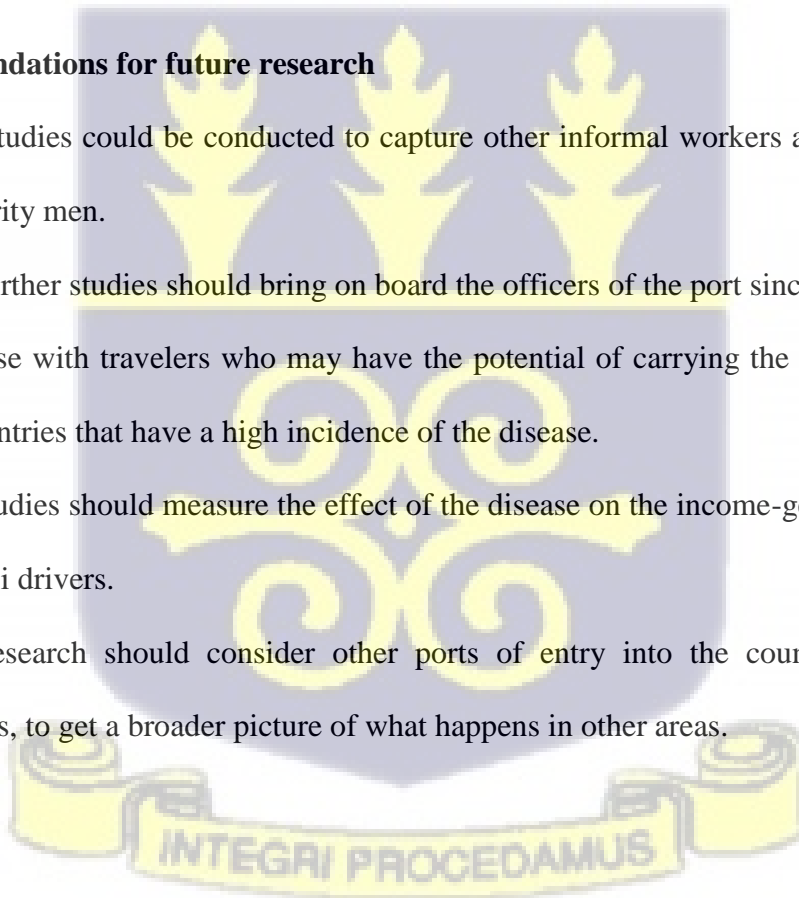 ndations for future research
tudies could be conducted to capture other informal workers a
rity men.
rther studies should bring on board the officers of the port sinc
se with travelers who may have the potential of carrying the
ntries that have a high incidence of the disease.
udies should measure the effect of the disease on the income-g
i drivers.
esearch should consider other ports of entry into the cour
s, to get a broader picture of what happens in other areas.
INTEGRI PROCEDAMUS